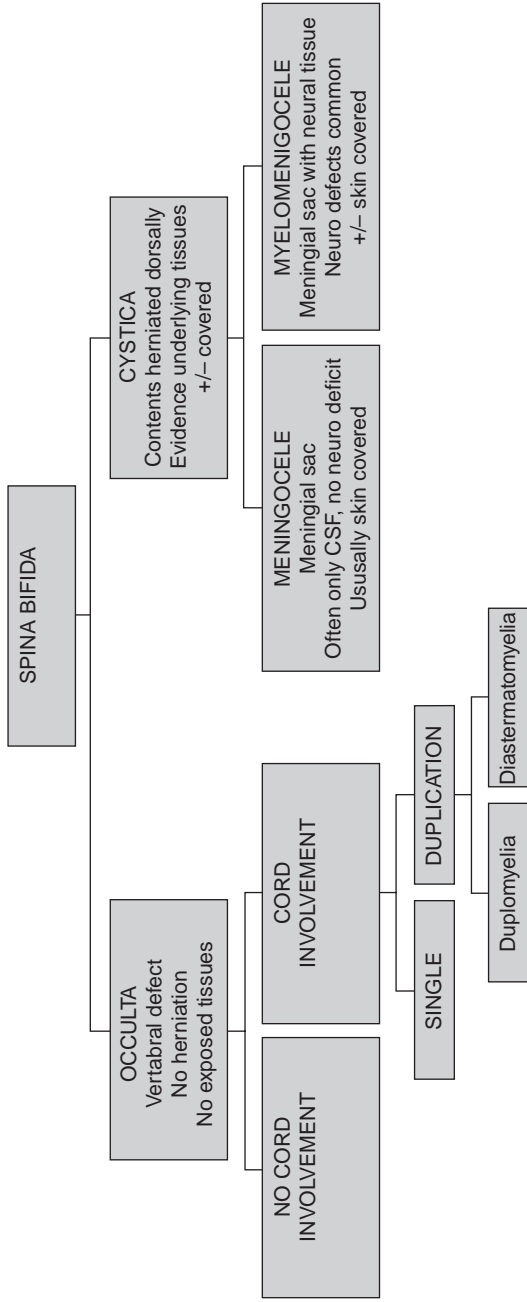 SPINA BIFIDA
OCCULTA
Vertabral defect
No herniation
No exposed tissues
CYSTICA
Contents herniated dorsally
Evidence underlying tissues
+/– covered
NO CORD
INVOLVEMENT
CORD
INVOLVEMENT
MENINGOCELE
Meningial sac
Often only CSF, no neuro deficit
Ususally skin covered
MYELOMENIGOCELE
Meningial sac with neural tissue
Neuro defects common
+/– skin covered
SINGLE
DUPLICATION
Duplomyelia
Diastermatomyelia